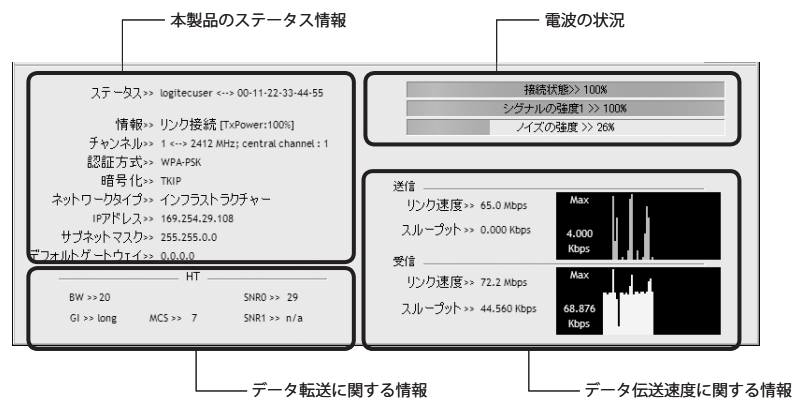 本製品のステータス情報
電波の状況
ステータス>> logitecuser <--> 00-11-22-33-44-55
情報>> リンク接続 [TxPower:100%]
チャンネル>> 1 <--> 2412 MHz; central channel : 1
認証方式>> WPA-PSK
暗号化>> TKIP
ネットワークタイプ>> インフラストラクチャー
IPアドレス>> 169.254.29.108
サブネットマスク>> 255.255.0.0
デフォルトゲートウェイ>> 0.0.0.0
接続状態>> 100%
シグナルの強度1 >> 100%
ノイズの強度 >> 26%
HT
BW >> 20 SNR0 >> 29
GI >> long MCS >> 7 SNR1 >> n/a
送信
リンク速度>> 65.0 Mbps
スループット>> 0.000 Kbps
Max
4.000
Kbps
受信
リンク速度>> 72.2 Mbps
スループット>> 44.560 Kbps
Max
68.876
Kbps
データ転送に関する情報
データ伝送速度に関する情報